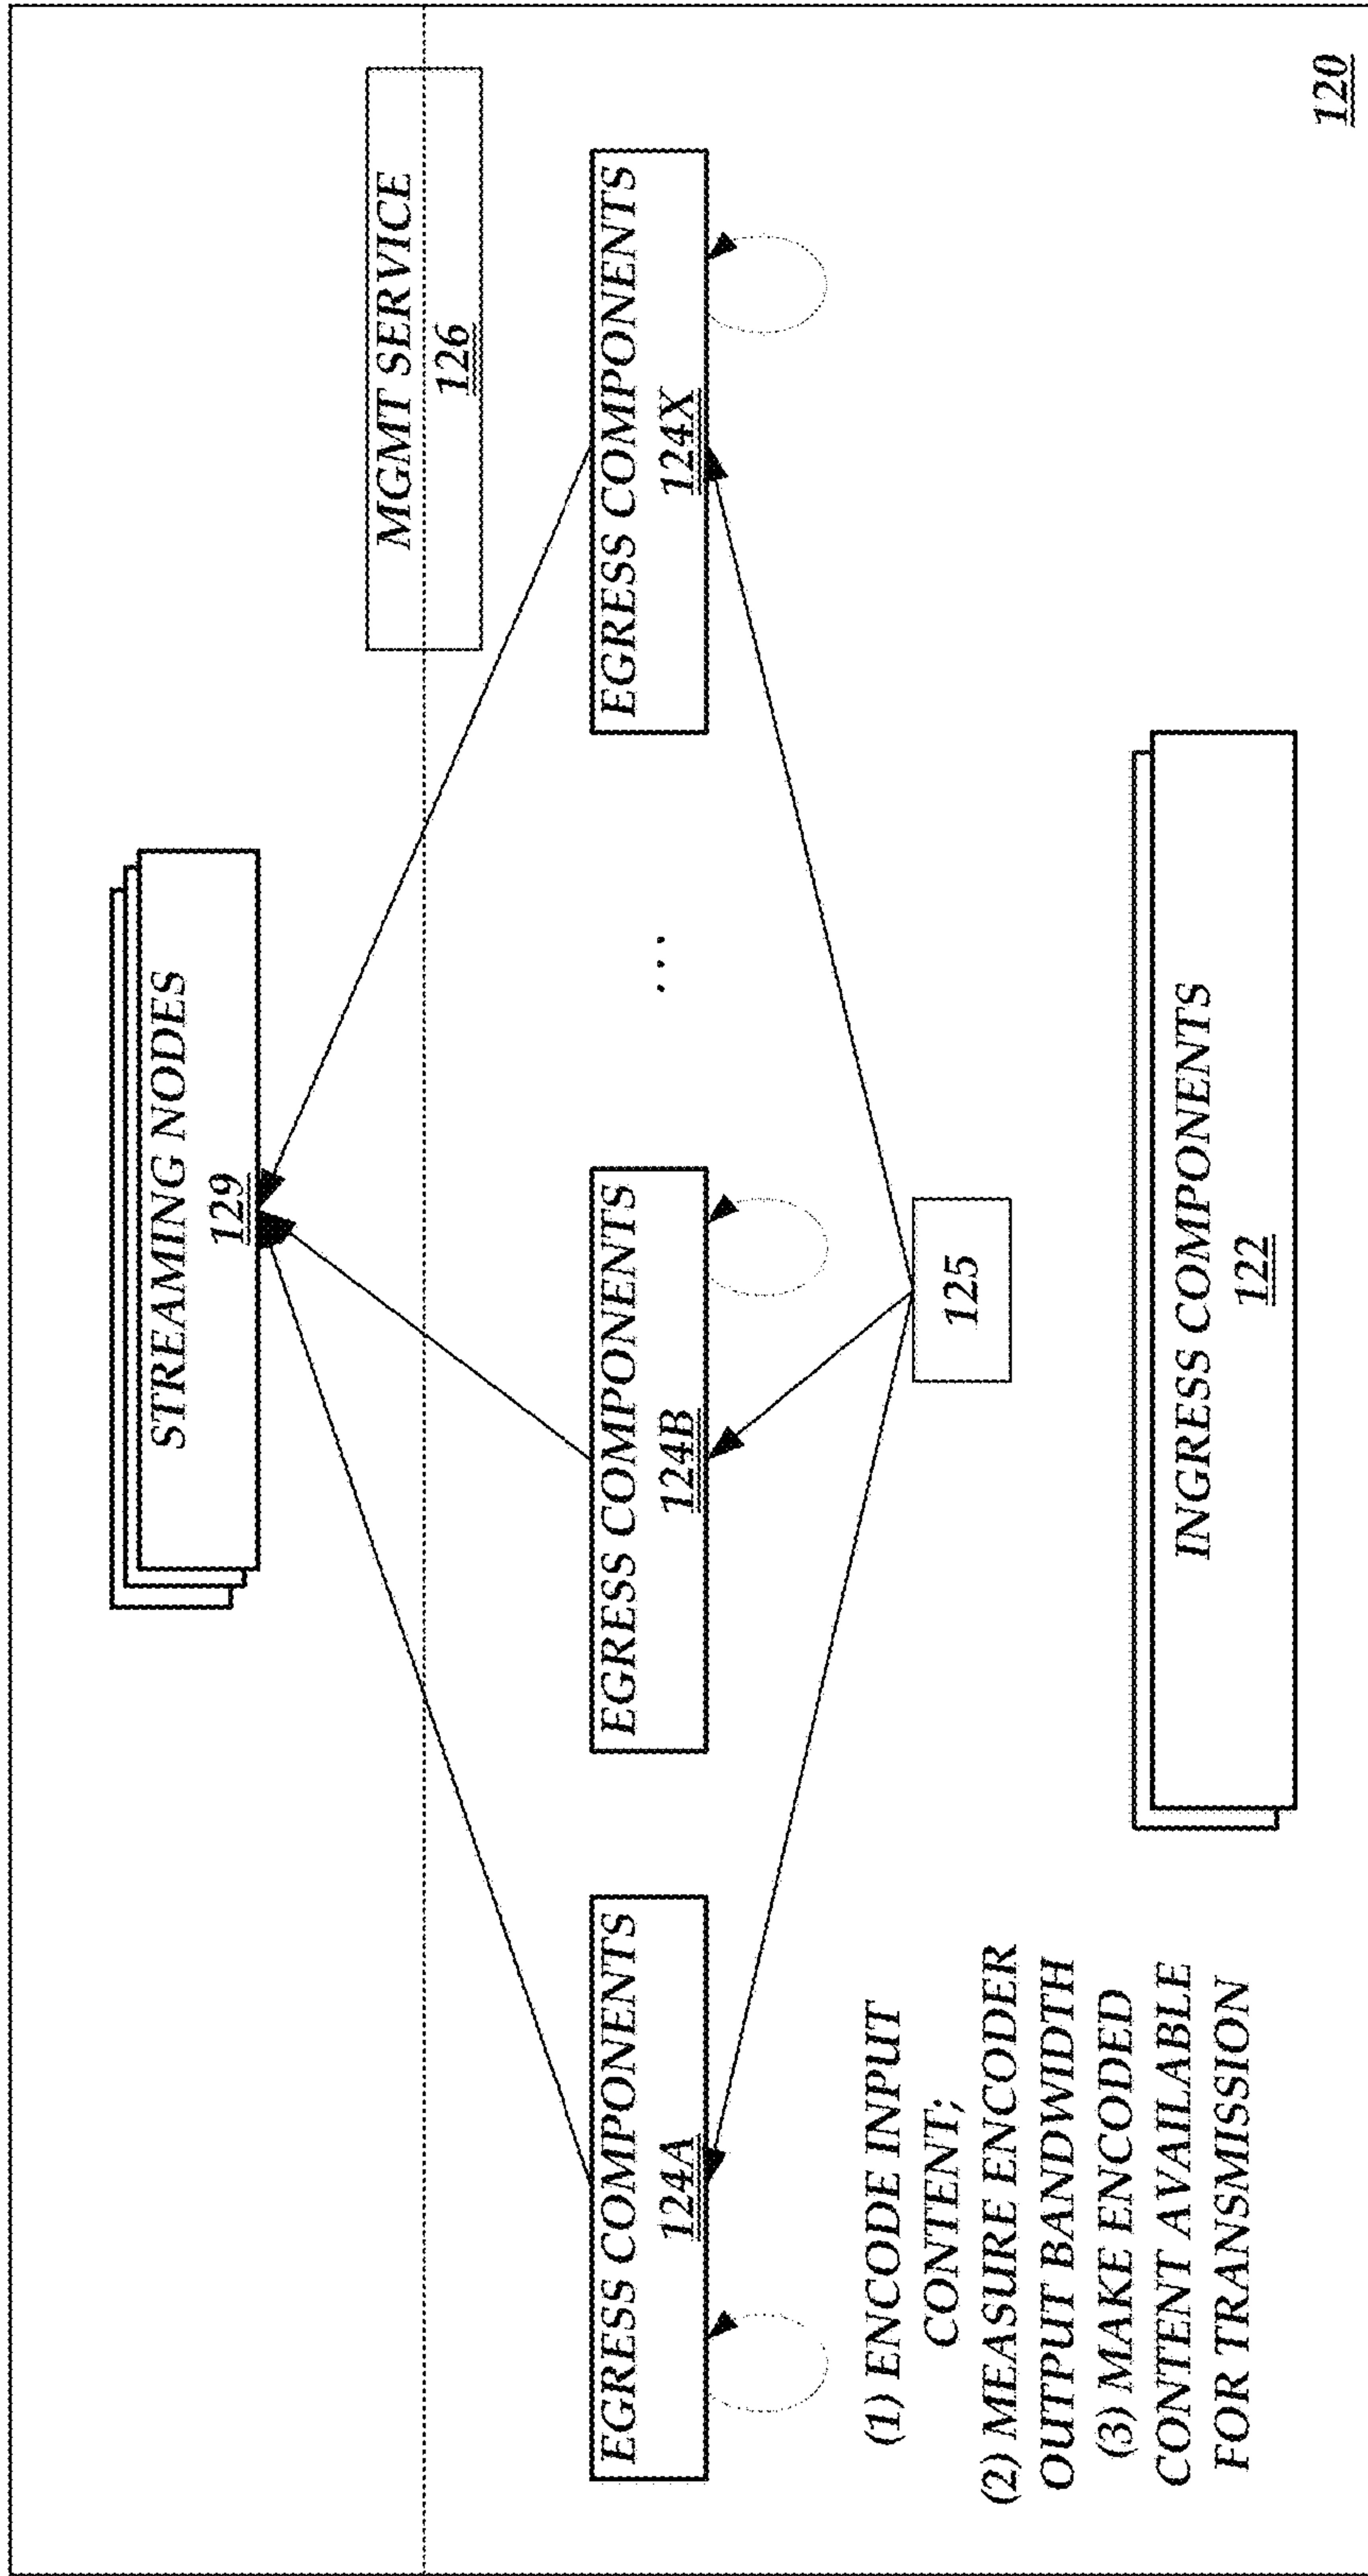 STREAMING NODES
129
MGMT SERVICE
126
EGRESS COMPONENTS
124A
EGRESS COMPONENTS
124B
...
EGRESS COMPONENTS
124X
(1) ENCODE INPUT
CONTENT;
(2) MEASURE ENCODER
OUTPUT BANDWIDTH
(3) MAKE ENCODED
CONTENT AVAILABLE
FOR TRANSMISSION
125
INGRESS COMPONENTS
122
120